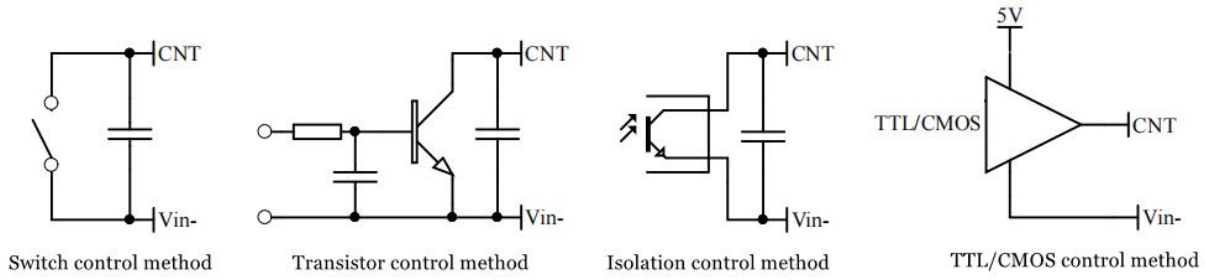 CNT
Vin-
Switch control method
CNT
Vin-
Transistor control method
CNT
Vin-
Isolation control method
5V
TTL/CMOS
CNT
Vin-
TTL/CMOS control method